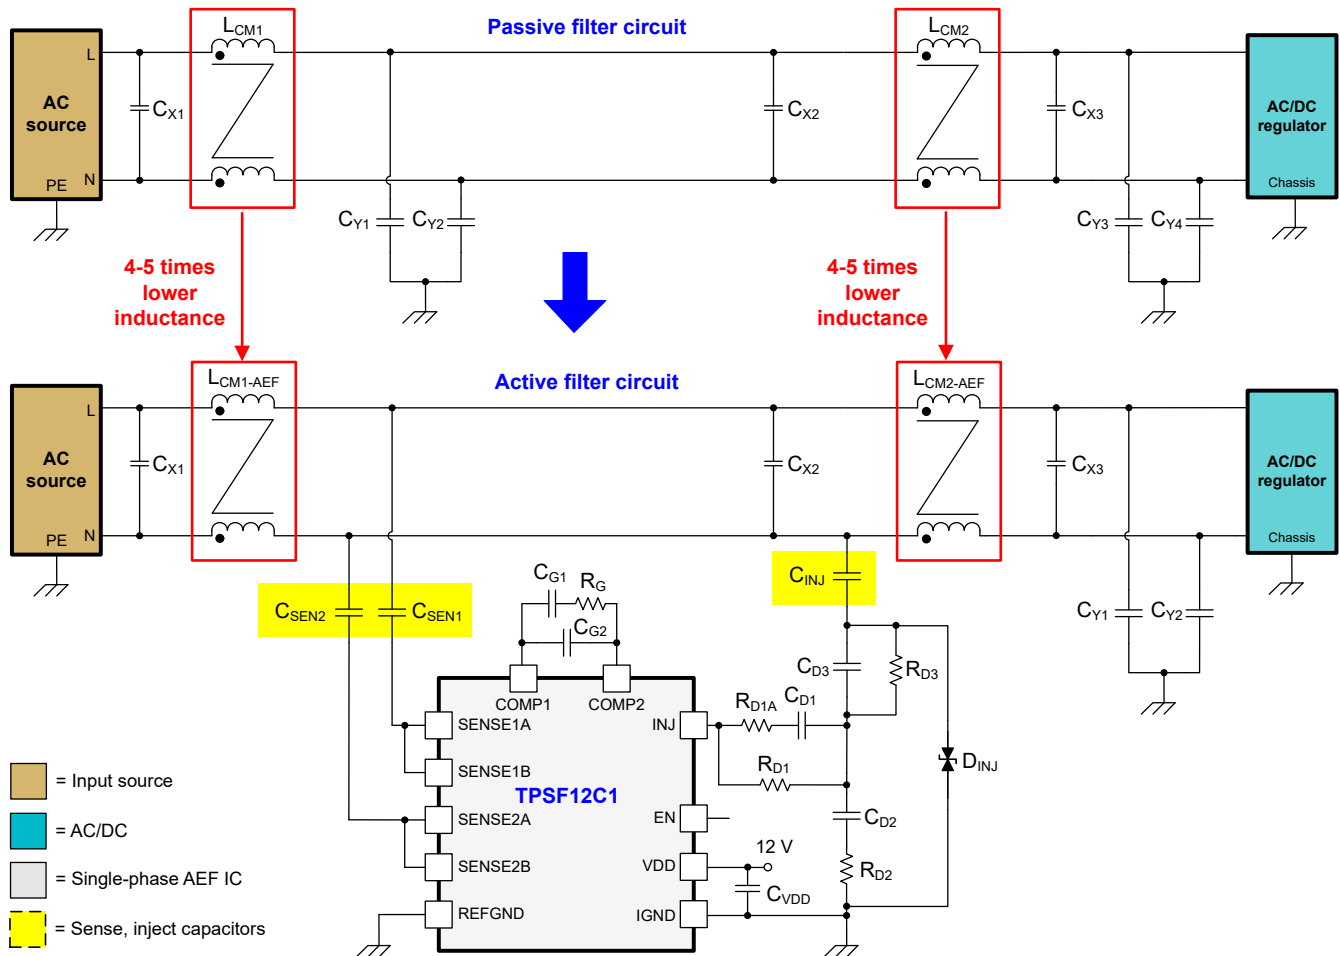 Passive filter circuit
L
AC
source
PE
N
CX1
LCM1
CY1
CY2
CX2
LCM2
CX3
CY3
CY4
AC/DC
regulator
Chassis
4-5 times
lower
inductance
4-5 times
lower
inductance
Active filter circuit
L
AC
source
PE
N
CX1
LCM1-AEF
CX2
LCM2-AEF
CX3
AC/DC
regulator
Chassis
CSEN2
CSEN1
CG1
RG
CG2
CINJ
CY1
CY2
COMP1
COMP2
SENSE1A
SENSE1B
SENSE2A
SENSE2B
REFGND
TPSF12C1
INJ
EN
VDD
IGND
RD1A
CD1
RD1
CD3
RD3
DINJ
CD2
RD2
12 V
CVDD
= Input source
= AC/DC
= Single-phase AEF IC
= Sense, inject capacitors